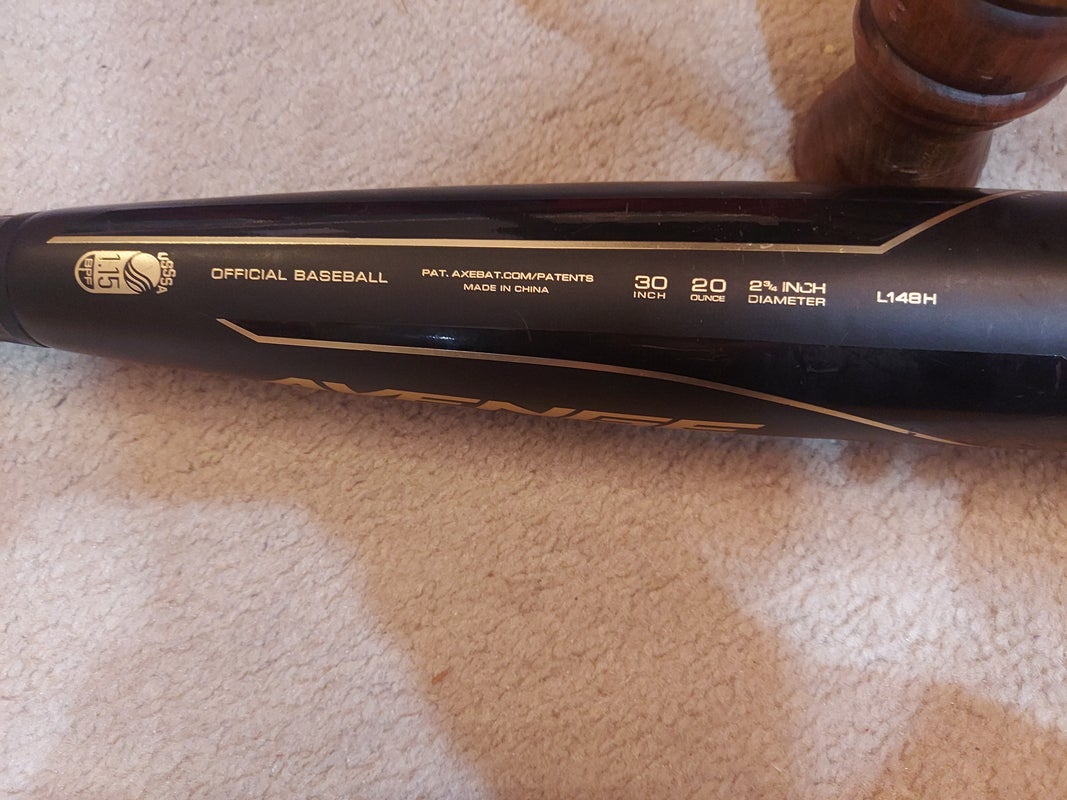 USSSA
1.15
BPF
OFFICIAL BASEBALL
PAT. AXEBAT.COM/PATENTS
MADE IN CHINA
30
INCH
20
OUNCE
2¾ INCH
DIAMETER
L148H
AVENGE